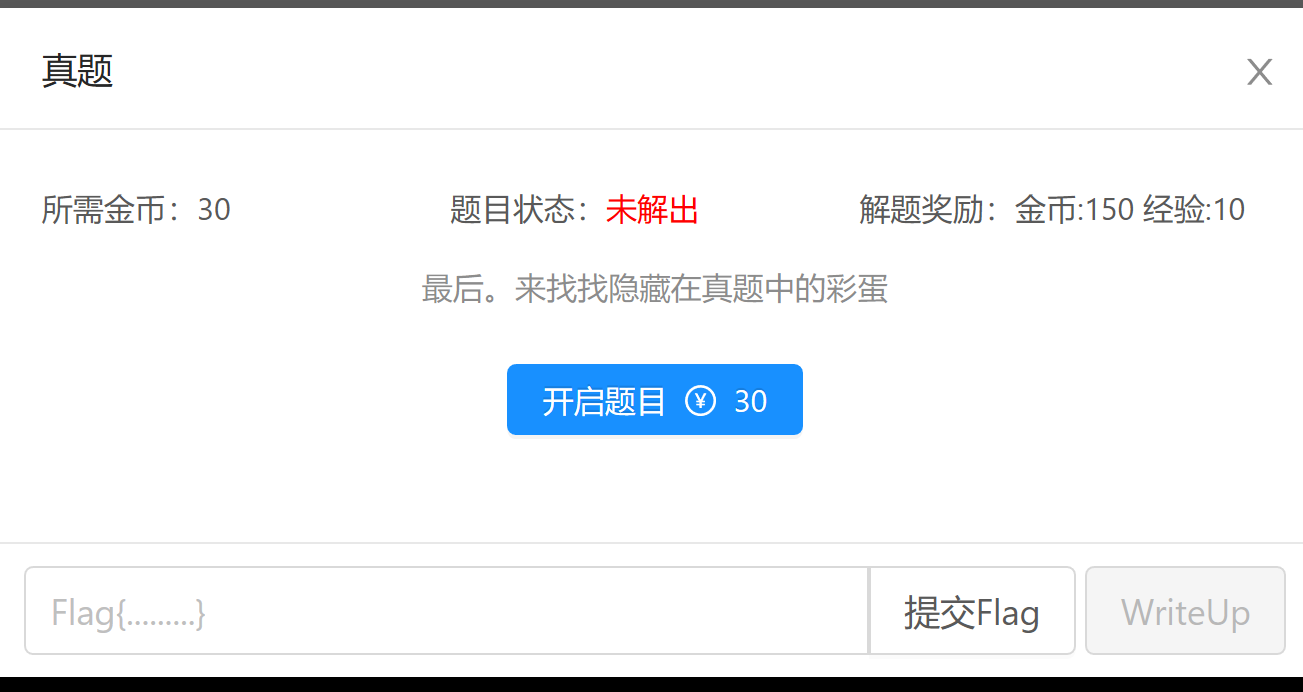 真题
所需金币：30 题目状态：未解出 解题奖励：金币:150 经验:10
最后。来找找隐藏在真题中的彩蛋
开启题目 ¥ 30
Flag{.........} 提交Flag WriteUp